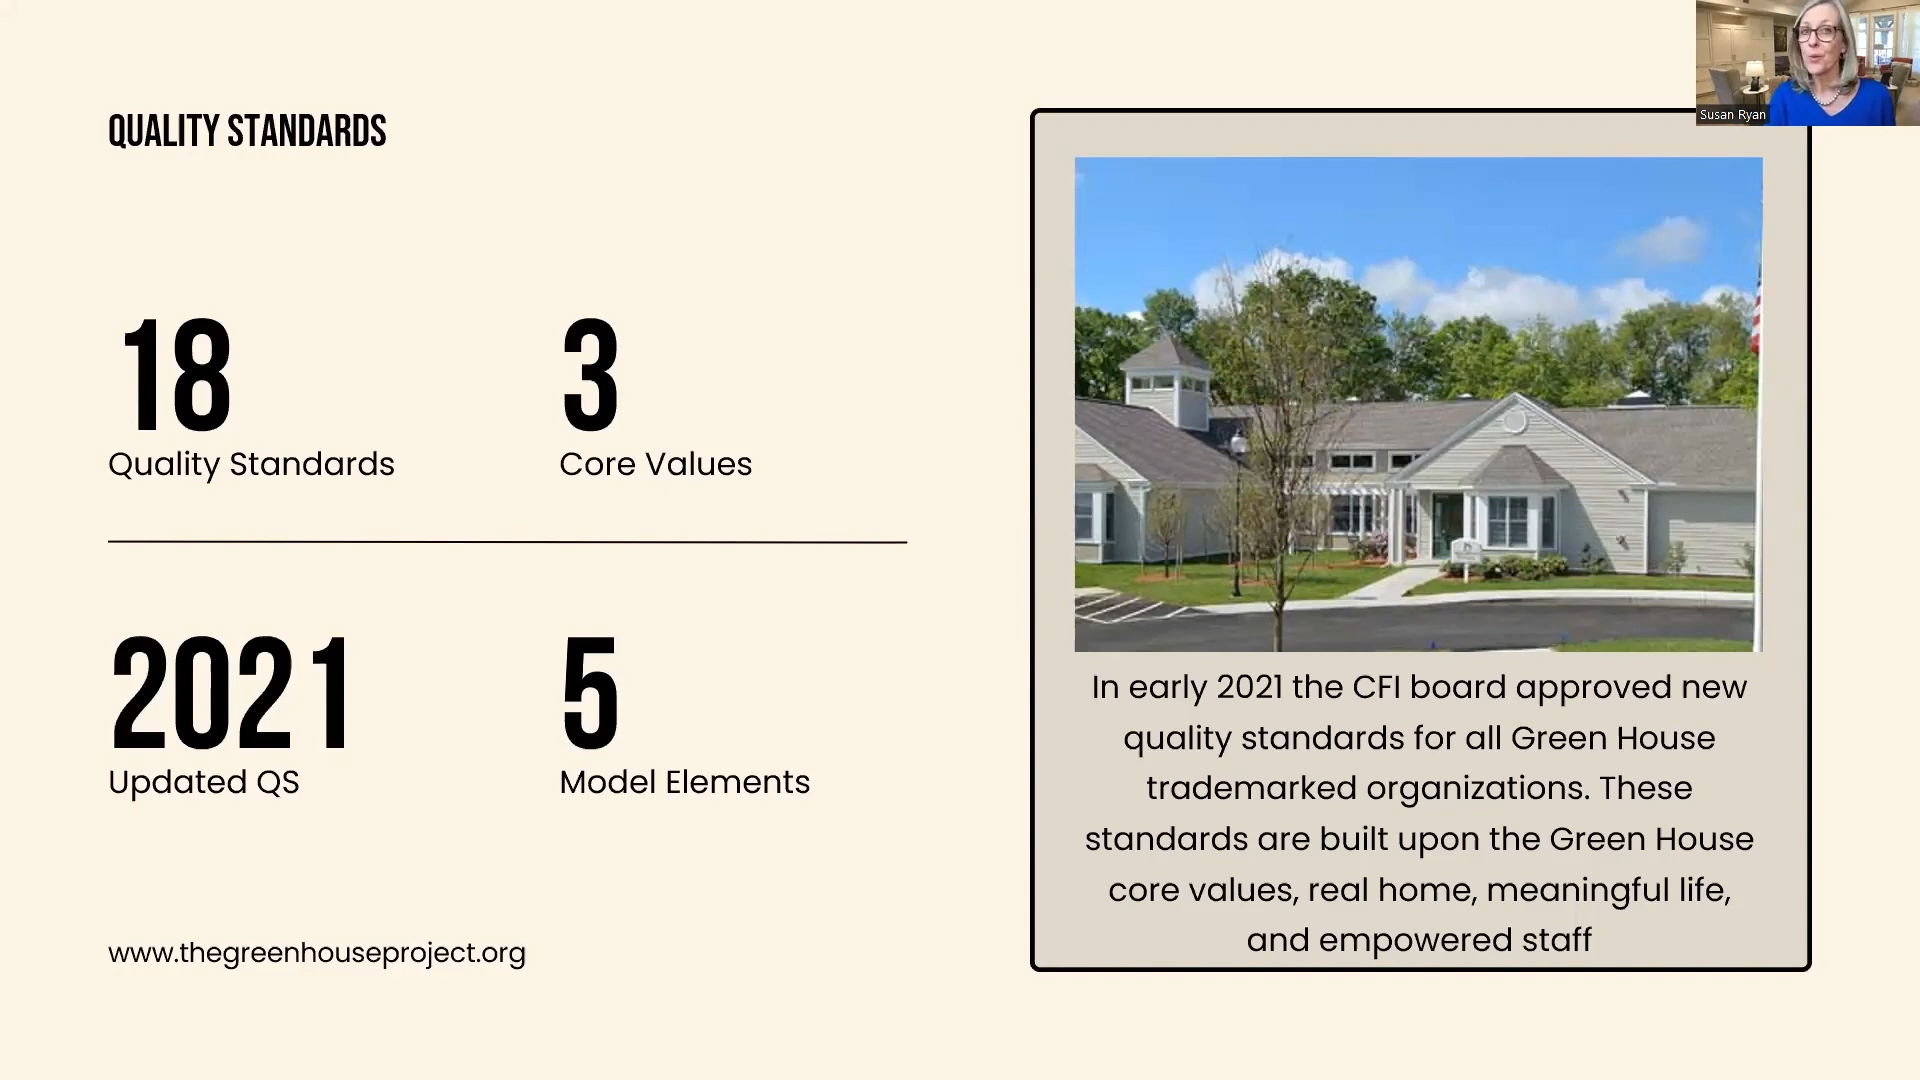 Susan Ryan
QUALITY STANDARDS
18
Quality Standards
3
Core Values
2021
Updated QS
5
Model Elements
www.thegreenhouseproject.org
In early 2021 the CFI board approved new
quality standards for all Green House
trademarked organizations. These
standards are built upon the Green House
core values, real home, meaningful life,
and empowered staff